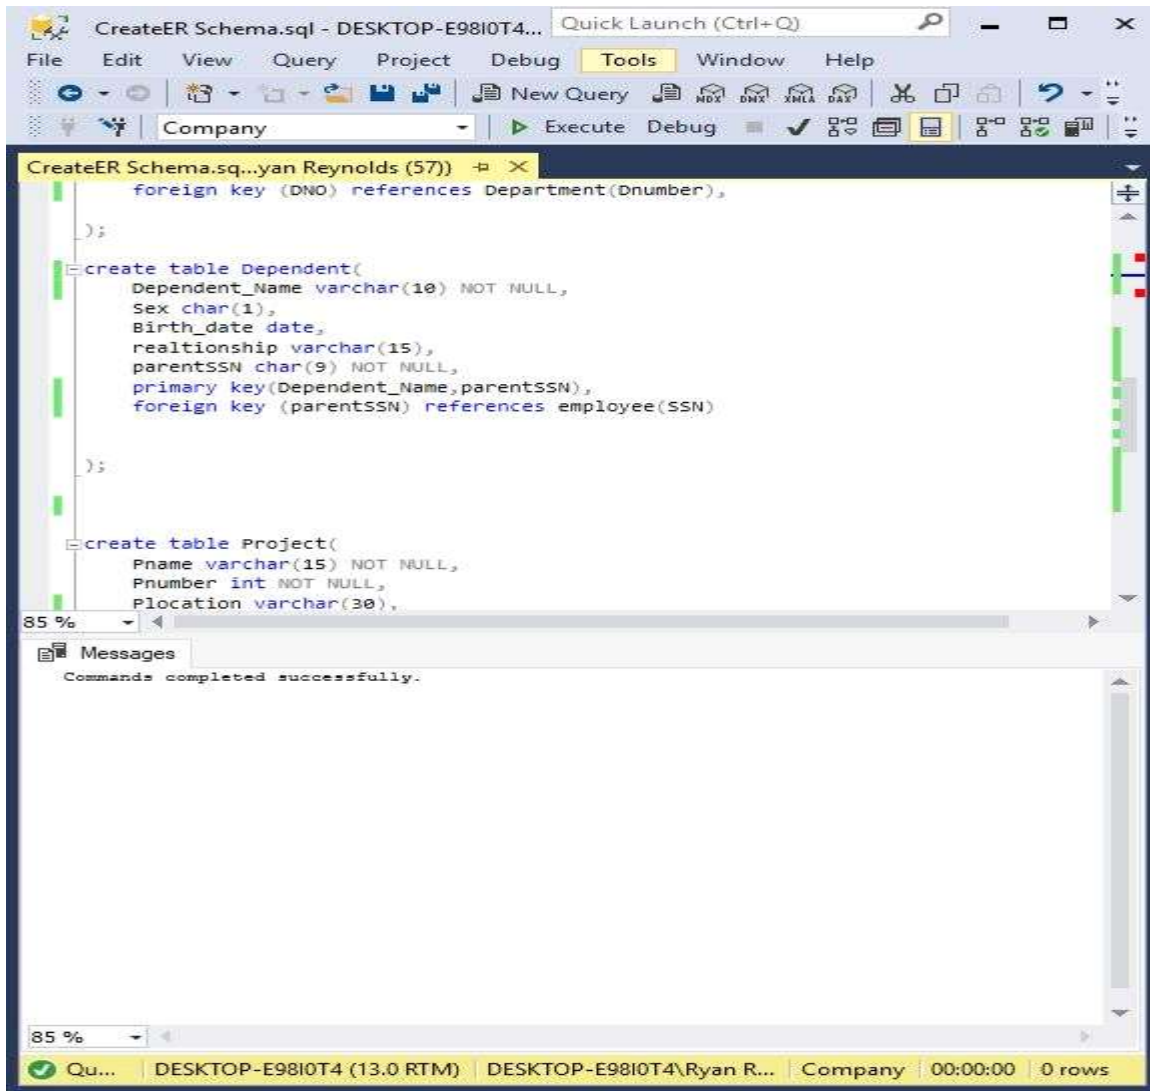 CreateER Schema.sql - DESKTOP-E98I0T4... Quick Launch (Ctrl+Q)
File Edit View Query Project Debug Tools Window Help
New Query MDX DMX XMLA DAX
Company Execute Debug
CreateER Schema.sq...yan Reynolds (57))
foreign key (DNO) references Department(Dnumber),
);
create table Dependent(
Dependent_Name varchar(10) NOT NULL,
Sex char(1),
Birth_date date,
realtionship varchar(15),
parentSSN char(9) NOT NULL,
primary key(Dependent_Name,parentSSN),
foreign key (parentSSN) references employee(SSN)
);
create table Project(
Pname varchar(15) NOT NULL,
Pnumber int NOT NULL,
Plocation varchar(30),
85 %
Messages
Commands completed successfully.
85 %
Qu... DESKTOP-E98I0T4 (13.0 RTM) DESKTOP-E98I0T4\Ryan R... Company 00:00:00 0 rows